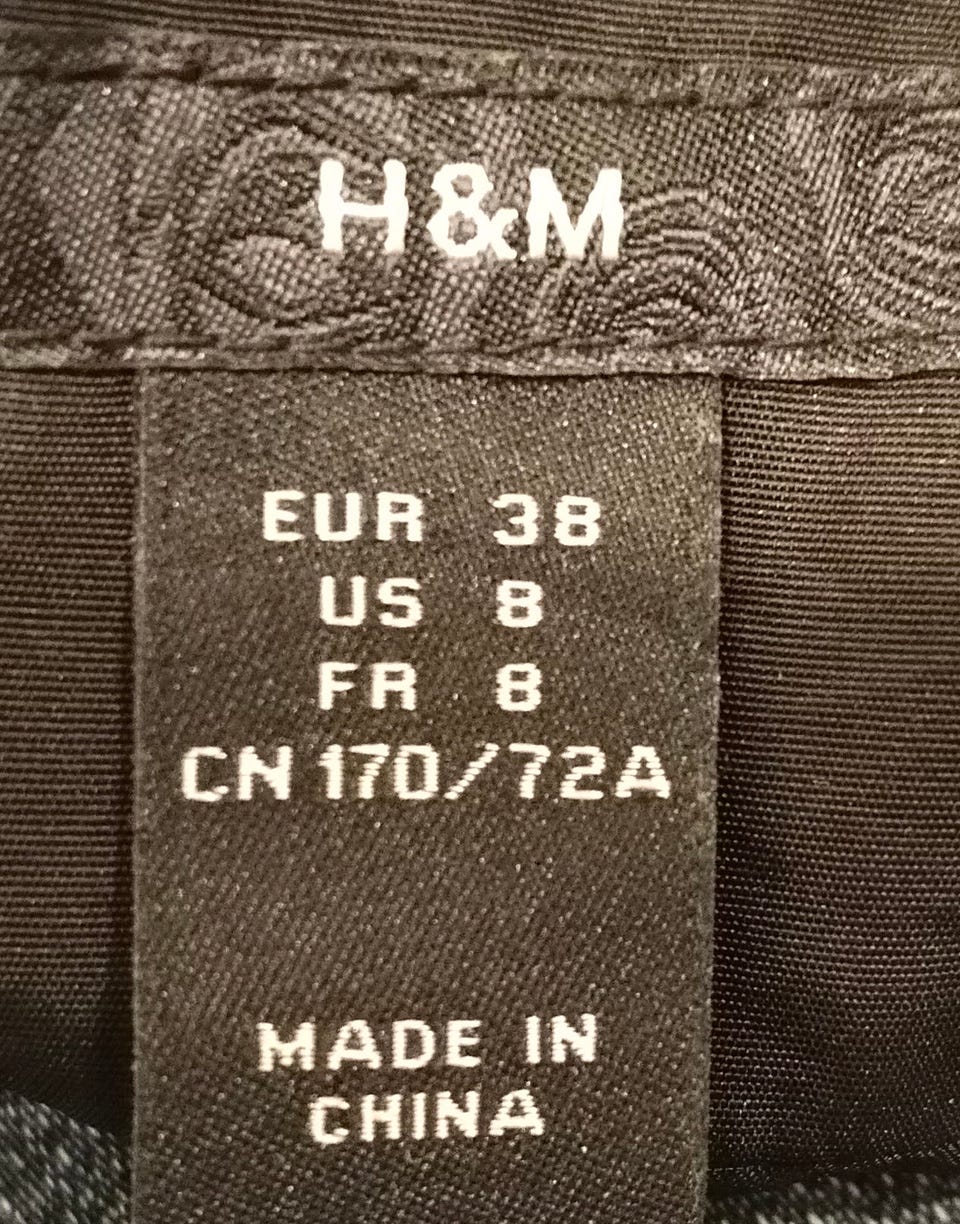 H&M
EUR 38
US 8
FR 8
CN 170/72A
MADE IN
CHINA